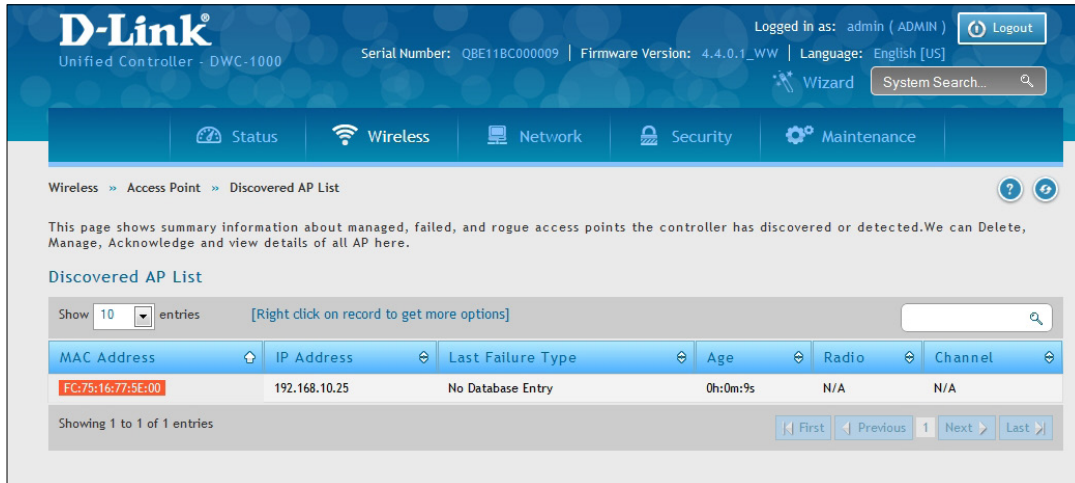 D-Link®
Unified Controller - DWC-1000
Logged in as: admin ( ADMIN ) Logout
Serial Number: QBE11BC000009 | Firmware Version: 4.4.0.1_WW | Language: English [US]
Wizard System Search...
Status Wireless Network Security Maintenance
Wireless » Access Point » Discovered AP List
This page shows summary information about managed, failed, and rogue access points the controller has discovered or detected.We can Delete,
Manage, Acknowledge and view details of all AP here.
Discovered AP List
Show 10 entries [Right click on record to get more options]
MAC Address IP Address Last Failure Type Age Radio Channel
FC:75:16:77:5E:00 192.168.10.25 No Database Entry 0h:0m:9s N/A N/A
Showing 1 to 1 of 1 entries First Previous 1 Next Last